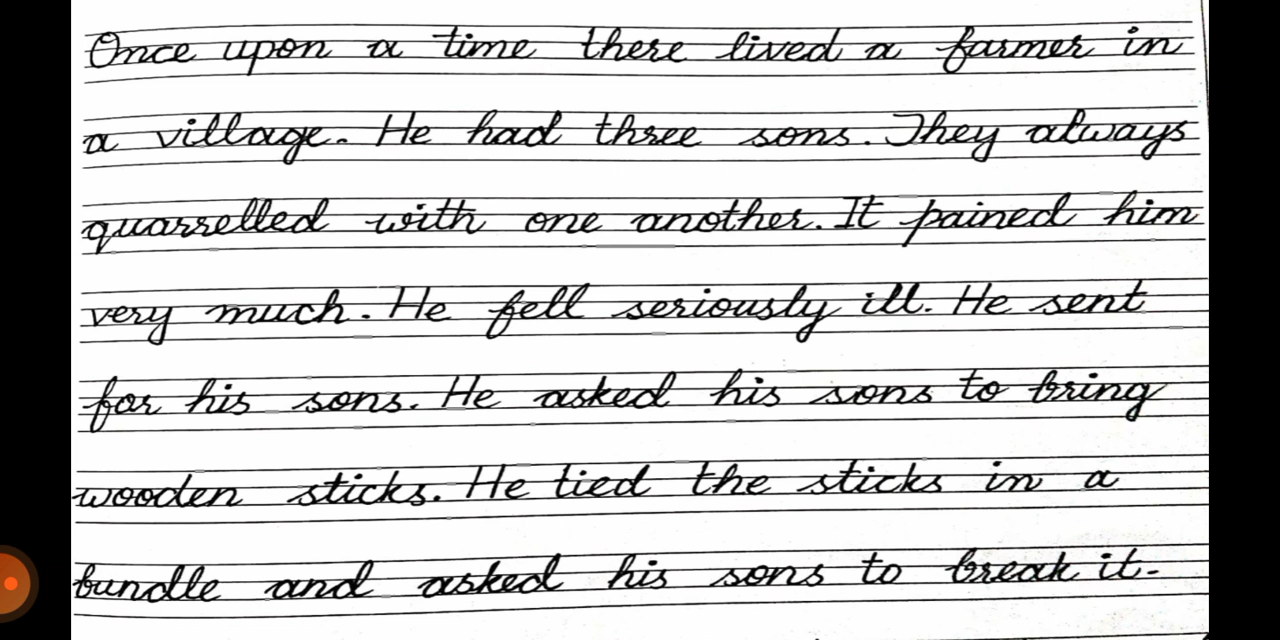 Once upon a time there lived a farmer in
a village. He had three sons. They always
quarrelled with one another. It pained him
very much. He fell seriously ill. He sent
for his sons. He asked his sons to bring
wooden sticks. He tied the sticks in a
bundle and asked his sons to break it.